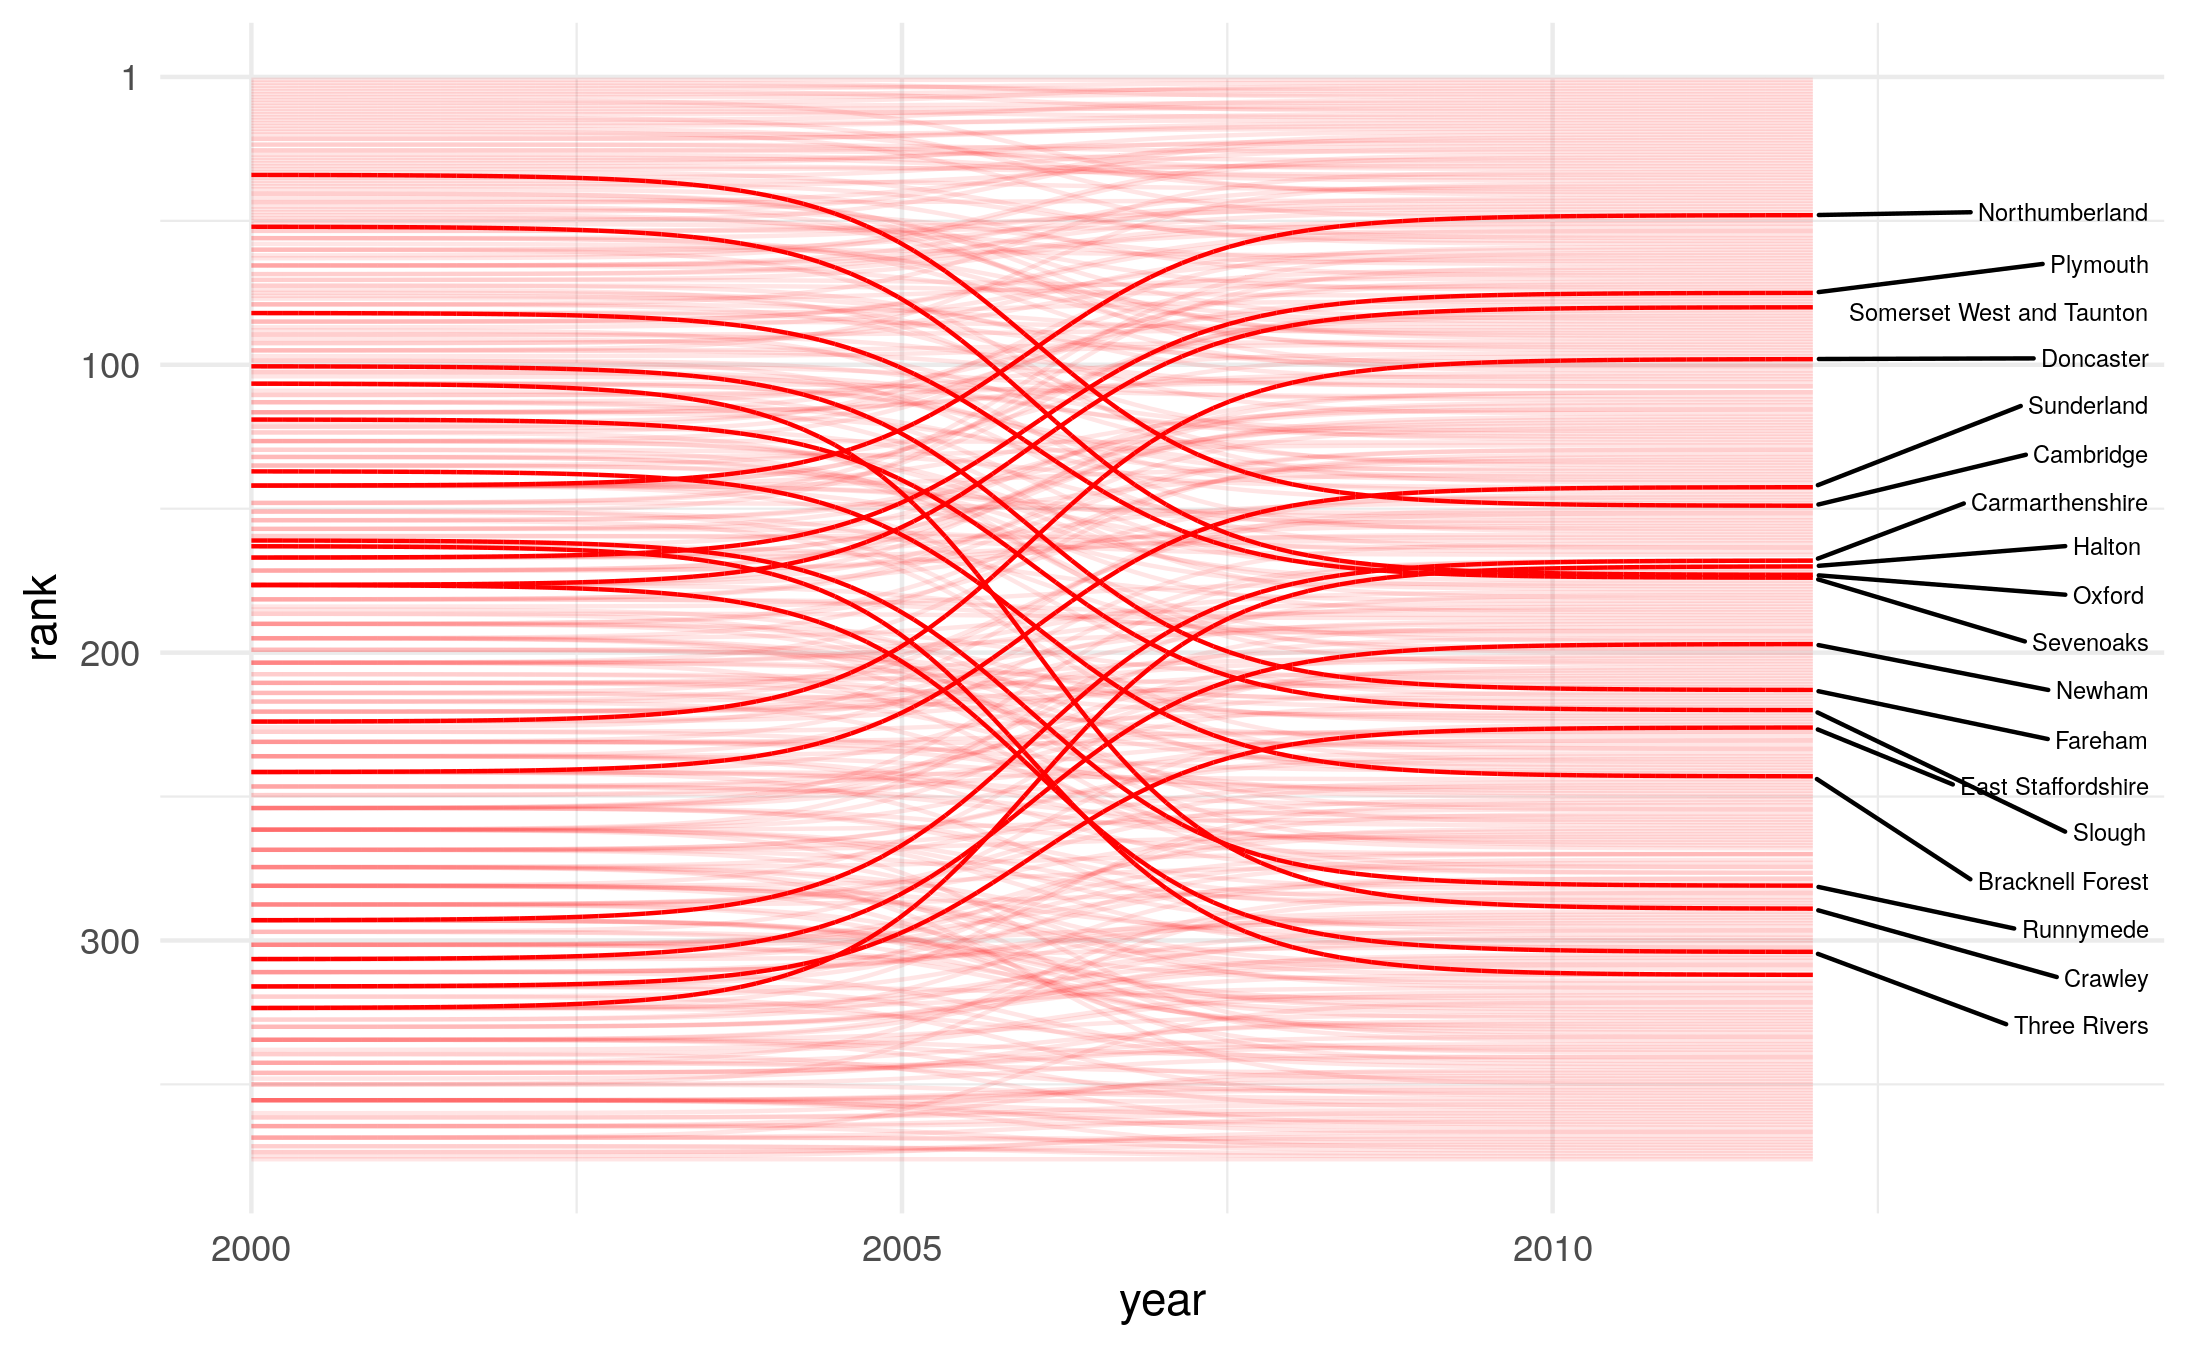 1
100
200
300
rank
2000
2005
2010
year
Northumberland
Plymouth
Somerset West and Taunton
Doncaster
Sunderland
Cambridge
Carmarthenshire
Halton
Oxford
Sevenoaks
Newham
Fareham
East Staffordshire
Slough
Bracknell Forest
Runnymede
Crawley
Three Rivers